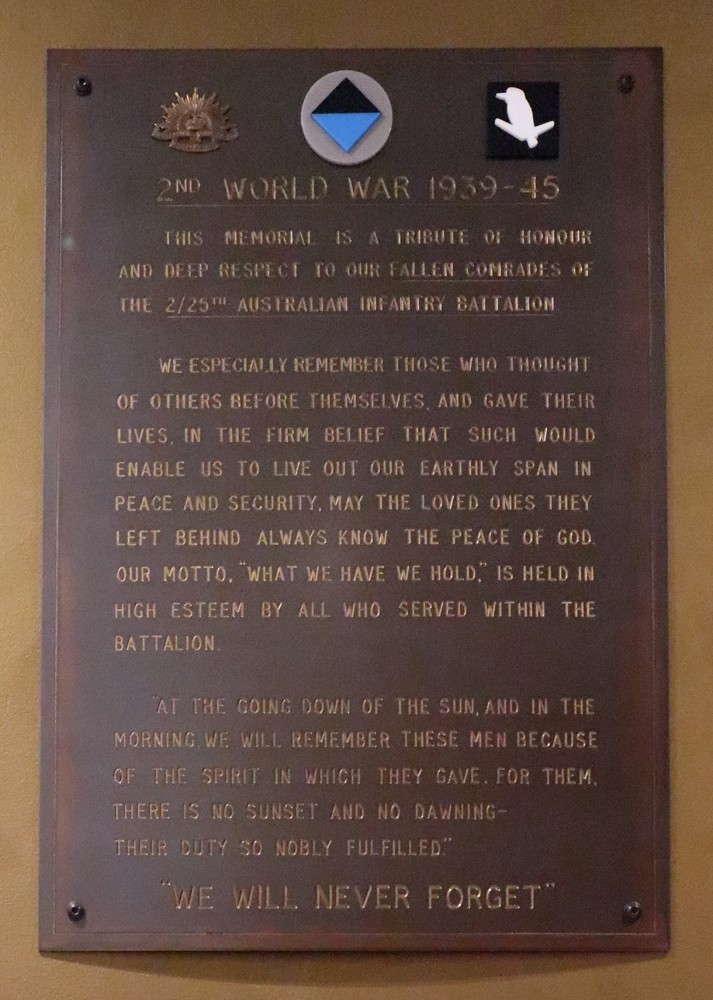 2ND WORLD WAR 1939-45
THIS MEMORIAL IS A TRIBUTE OF HONOUR
AND DEEP RESPECT TO OUR FALLEN COMRADES OF
THE 2/25TH AUSTRALIAN INFANTRY BATTALION
WE ESPECIALLY REMEMBER THOSE WHO THOUGHT
OF OTHERS BEFORE THEMSELVES, AND GAVE THEIR
LIVES, IN THE FIRM BELIEF THAT SUCH WOULD
ENABLE US TO LIVE OUT OUR EARTHLY SPAN IN
PEACE AND SECURITY, MAY THE LOVED ONES THEY
LEFT BEHIND ALWAYS KNOW THE PEACE OF GOD.
OUR MOTTO, "WHAT WE HAVE WE HOLD," IS HELD IN
HIGH ESTEEM BY ALL WHO SERVED WITHIN THE
BATTALION.
"AT THE GOING DOWN OF THE SUN, AND IN THE
MORNING, WE WILL REMEMBER THESE MEN BECAUSE
OF THE SPIRIT IN WHICH THEY GAVE. FOR THEM,
THERE IS NO SUNSET AND NO DAWNING-
THEIR DUTY SO NOBLY FULFILLED."
"WE WILL NEVER FORGET"